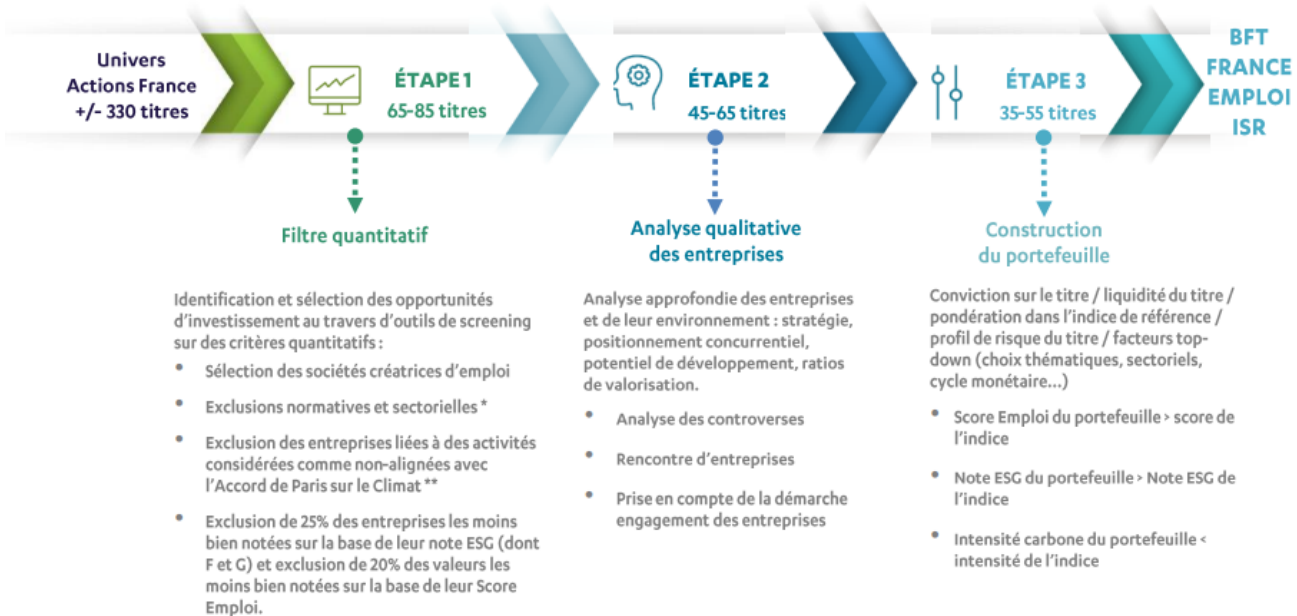 Univers
Actions France
+/- 330 titres
ÉTAPE 1
65-85 titres
ÉTAPE 2
45-65 titres
ÉTAPE 3
35-55 titres
BFT
FRANCE
EMPLOI
ISR
Filtre quantitatif
Identification et sélection des opportunités
d'investissement au travers d'outils de screening
sur des critères quantitatifs :
• Sélection des sociétés créatrices d'emploi
• Exclusions normatives et sectorielles *
• Exclusion des entreprises liées à des activités
considérées comme non-alignées avec
l'Accord de Paris sur le Climat **
• Exclusion de 25% des entreprises les moins
bien notées sur la base de leur note ESG (dont
F et G) et exclusion de 20% des valeurs les
moins bien notées sur la base de leur Score
Emploi.
Analyse qualitative
des entreprises
Analyse approfondie des entreprises
et de leur environnement : stratégie,
positionnement concurrentiel,
potentiel de développement, ratios
de valorisation.
• Analyse des controverses
• Rencontre d'entreprises
• Prise en compte de la démarche
engagement des entreprises
Construction
du portefeuille
Conviction sur le titre / liquidité du titre /
pondération dans l'indice de référence /
profil de risque du titre / facteurs top-
down (choix thématiques, sectoriels,
cycle monétaire...)
• Score Emploi du portefeuille > score de
l'indice
• Note ESG du portefeuille > Note ESG de
l'indice
• Intensité carbone du portefeuille <
intensité de l'indice